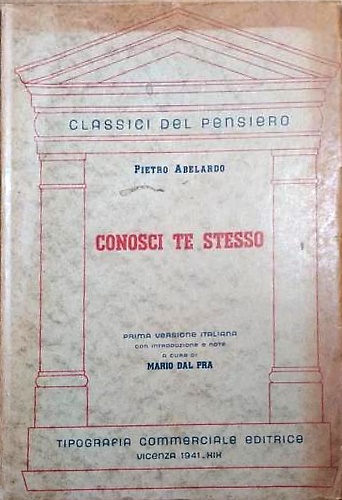 CLASSICI DEL PENSIERO
PIETRO ABELARDO
CONOSCI TE STESSO
PRIMA VERSIONE ITALIANA
CON INTRODUZIONE E NOTE
A CURA DI
MARIO DAL PRA
TIPOGRAFIA COMMERCIALE EDITRICE
VICENZA 1941-XIX